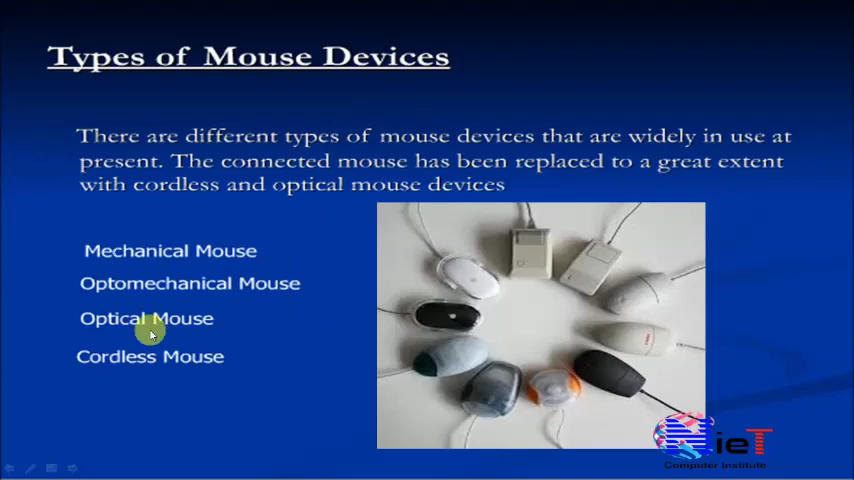 Types of Mouse Devices
There are different types of mouse devices that are widely in use at
present. The connected mouse has been replaced to a great extent
with cordless and optical mouse devices
Mechanical Mouse
Optomechanical Mouse
Optical Mouse
Cordless Mouse
NieT
Computer Institute